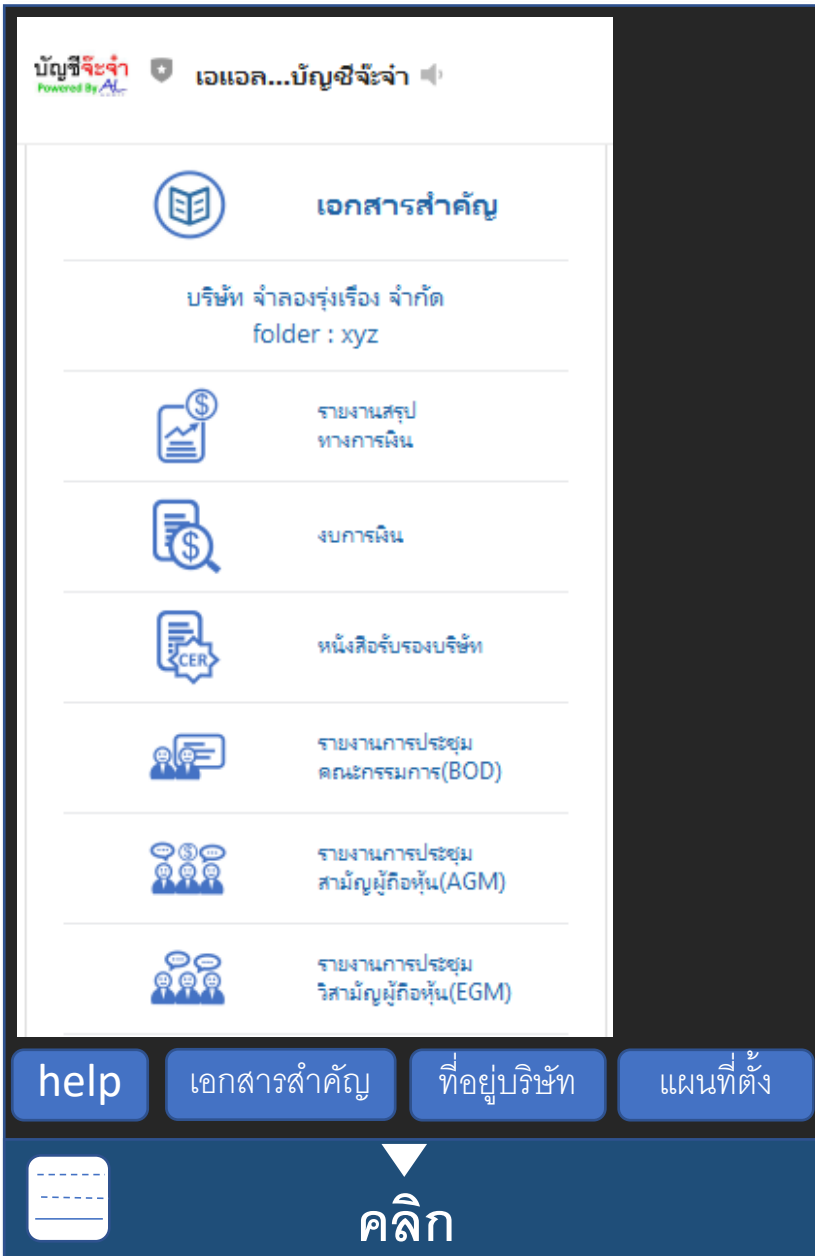 บัญชีจ๊ะจ๋า
Powered By AL
เอแอล...บัญชีจ๊ะจ๋า
เอกสารสำคัญ
บริษัท จำลองรุ่งเรือง จำกัด
folder : xyz
รายงานสรุป
ทางการเงิน
งบการเงิน
CER
หนังสือรับรองบริษัท
รายงานการประชุม
คณะกรรมการ(BOD)
รายงานการประชุม
สามัญผู้ถือหุ้น(AGM)
รายงานการประชุม
วิสามัญผู้ถือหุ้น(EGM)
help
เอกสารสำคัญ
ที่อยู่บริษัท
แผนที่ตั้ง
คลิก